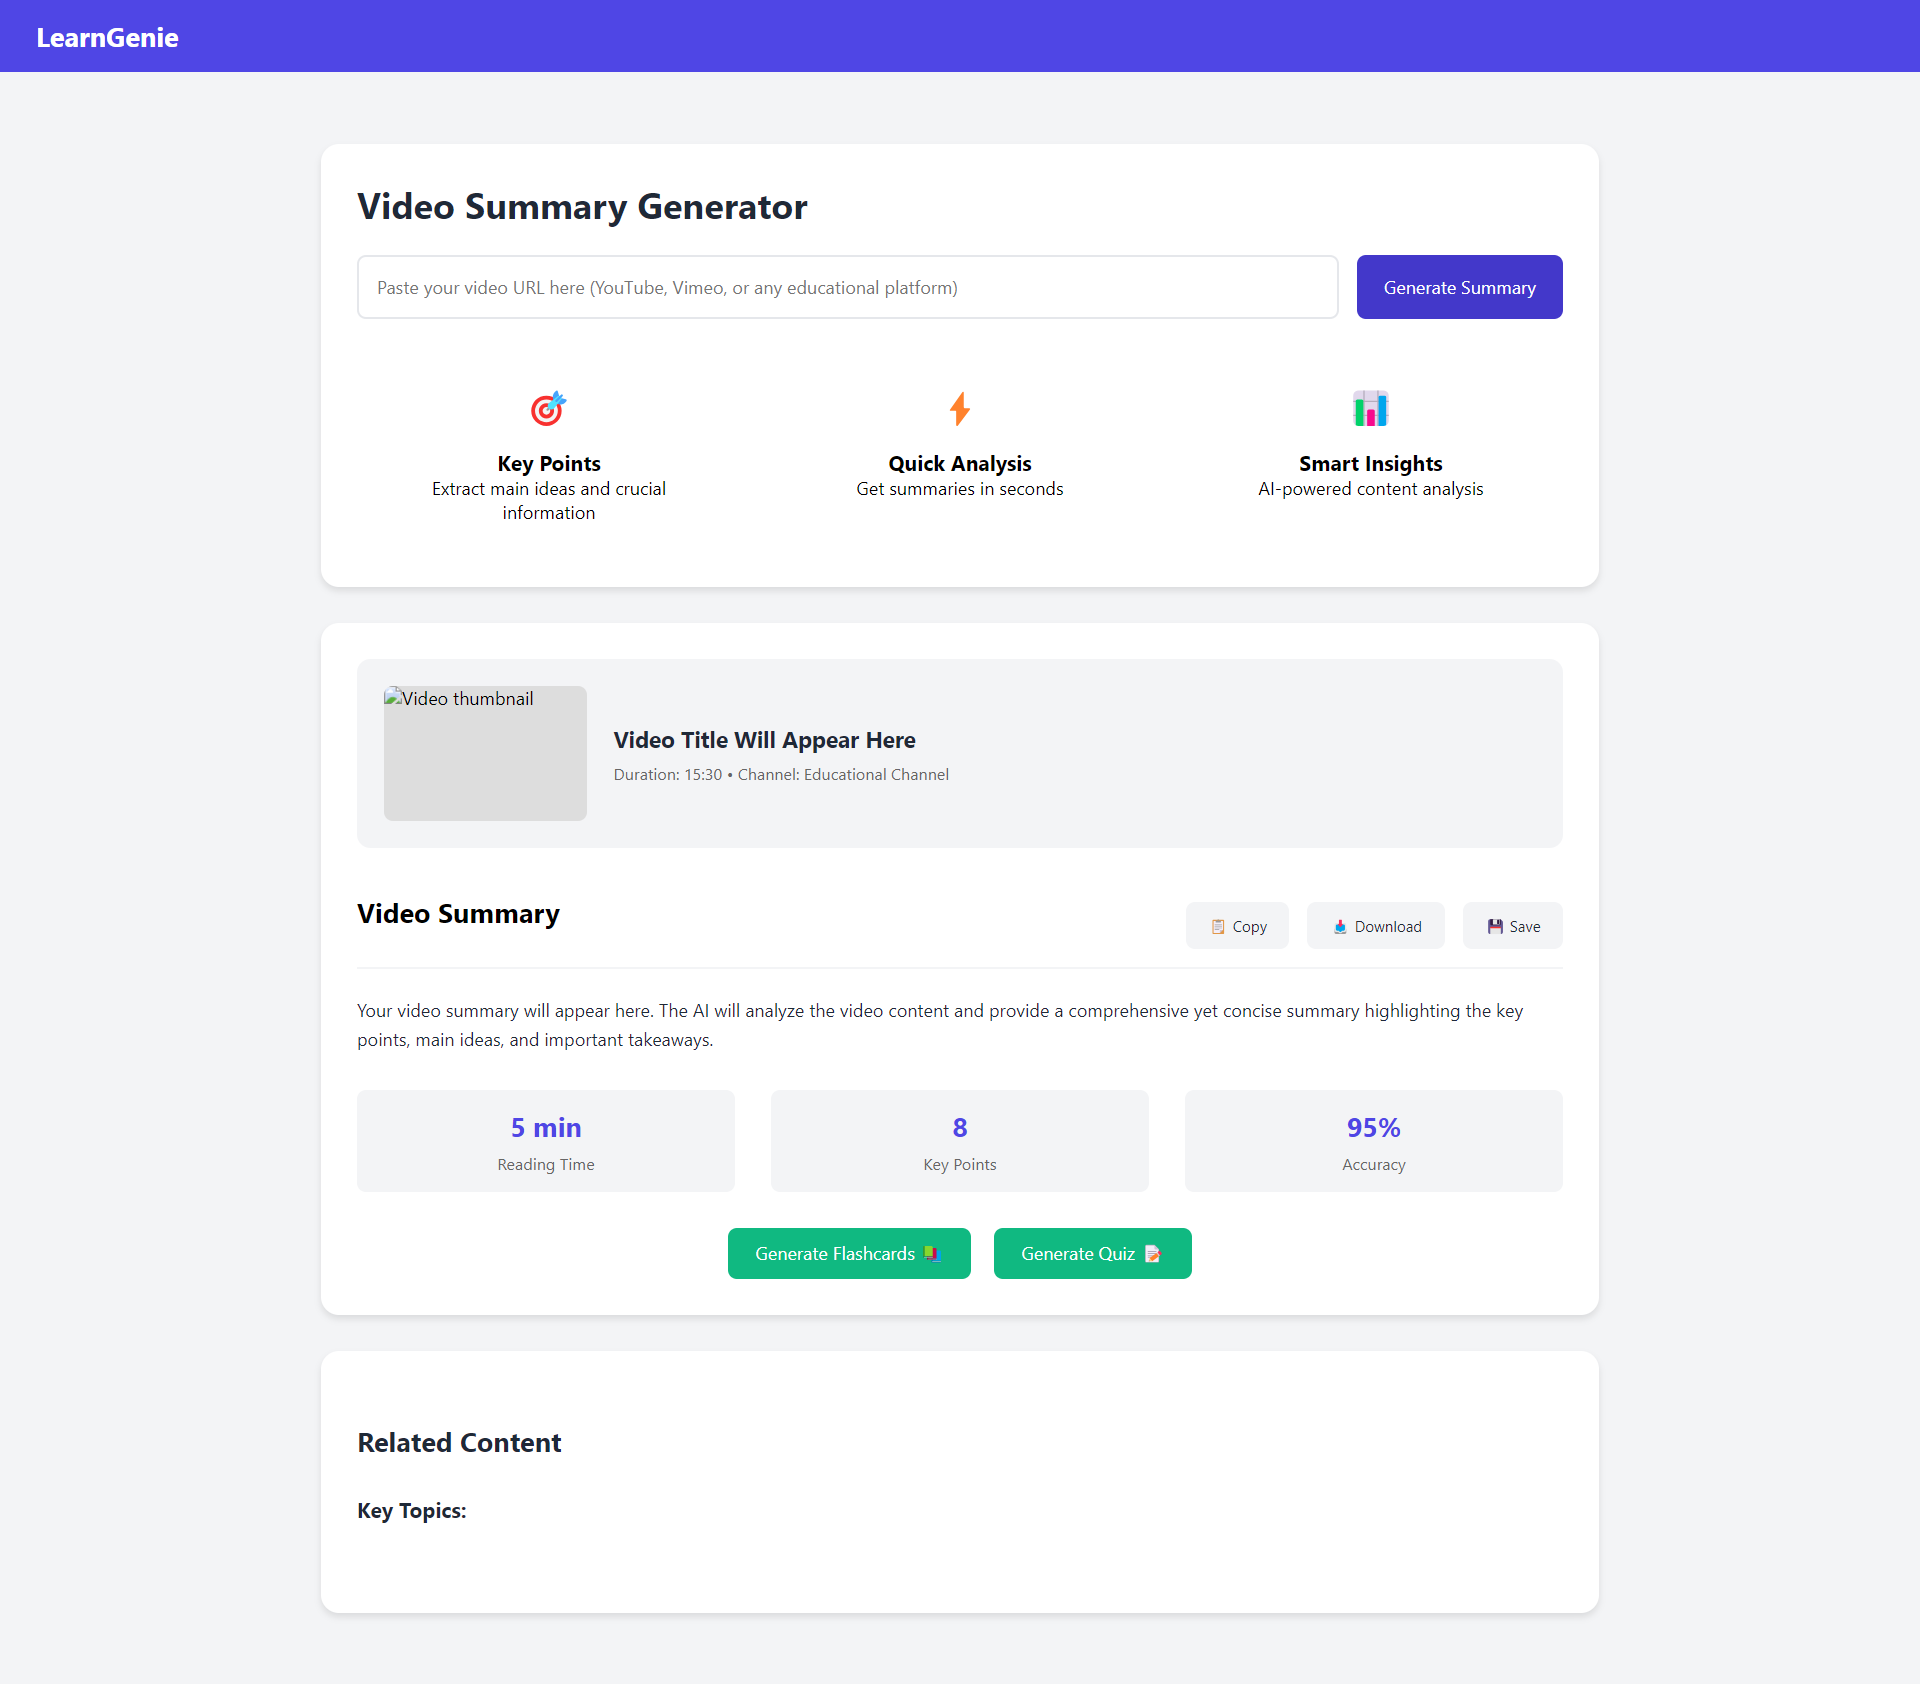 LearnGenie
Video Summary Generator
Paste your video URL here (YouTube, Vimeo, or any educational platform)
Generate Summary
Key Points
Extract main ideas and crucial
information
Quick Analysis
Get summaries in seconds
Smart Insights
AI-powered content analysis
Video thumbnail
Video Title Will Appear Here
Duration: 15:30 • Channel: Educational Channel
Video Summary
Copy
Download
Save
Your video summary will appear here. The AI will analyze the video content and provide a comprehensive yet concise summary highlighting the key
points, main ideas, and important takeaways.
5 min
Reading Time
8
Key Points
95%
Accuracy
Generate Flashcards
Generate Quiz
Related Content
Key Topics: